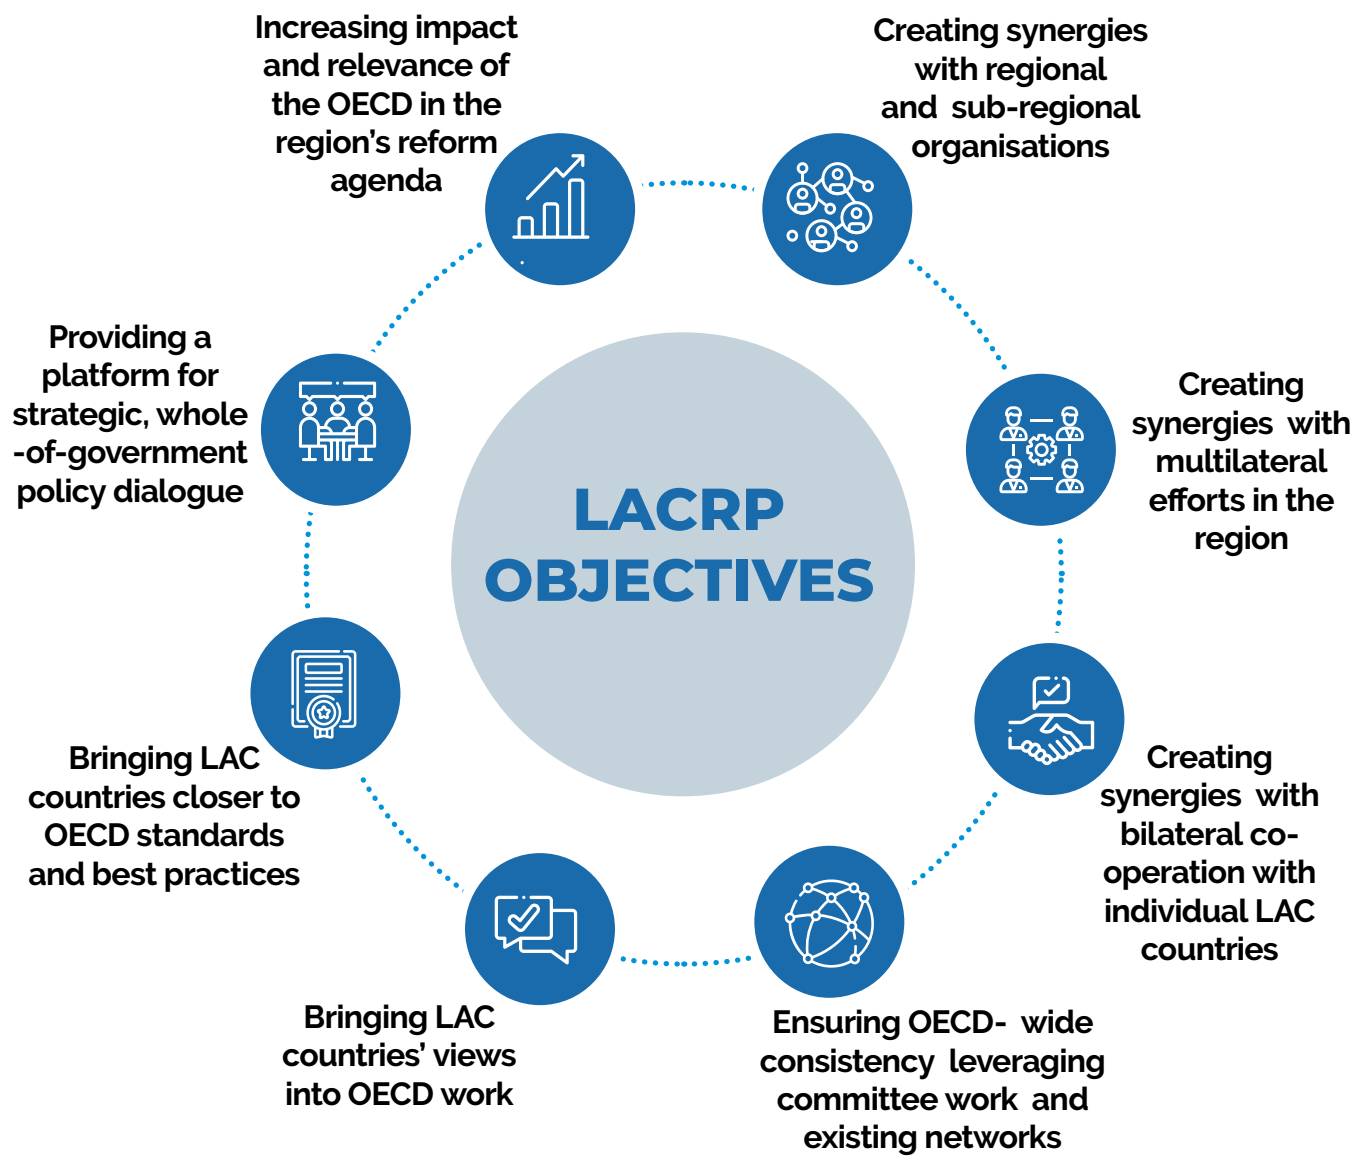 Increasing impact
and relevance of
the OECD in the
region's reform
agenda
Creating synergies
with regional
and sub-regional
organisations
Creating
synergies with
multilateral
efforts in the
region
Creating
synergies with
bilateral co-
operation with
individual LAC
countries
Ensuring OECD- wide
consistency leveraging
committee work and
existing networks
Bringing LAC
countries' views
into OECD work
Bringing LAC
countries closer to
OECD standards
and best practices
Providing a
platform for
strategic, whole
-of-government
policy dialogue
LACRP
OBJECTIVES